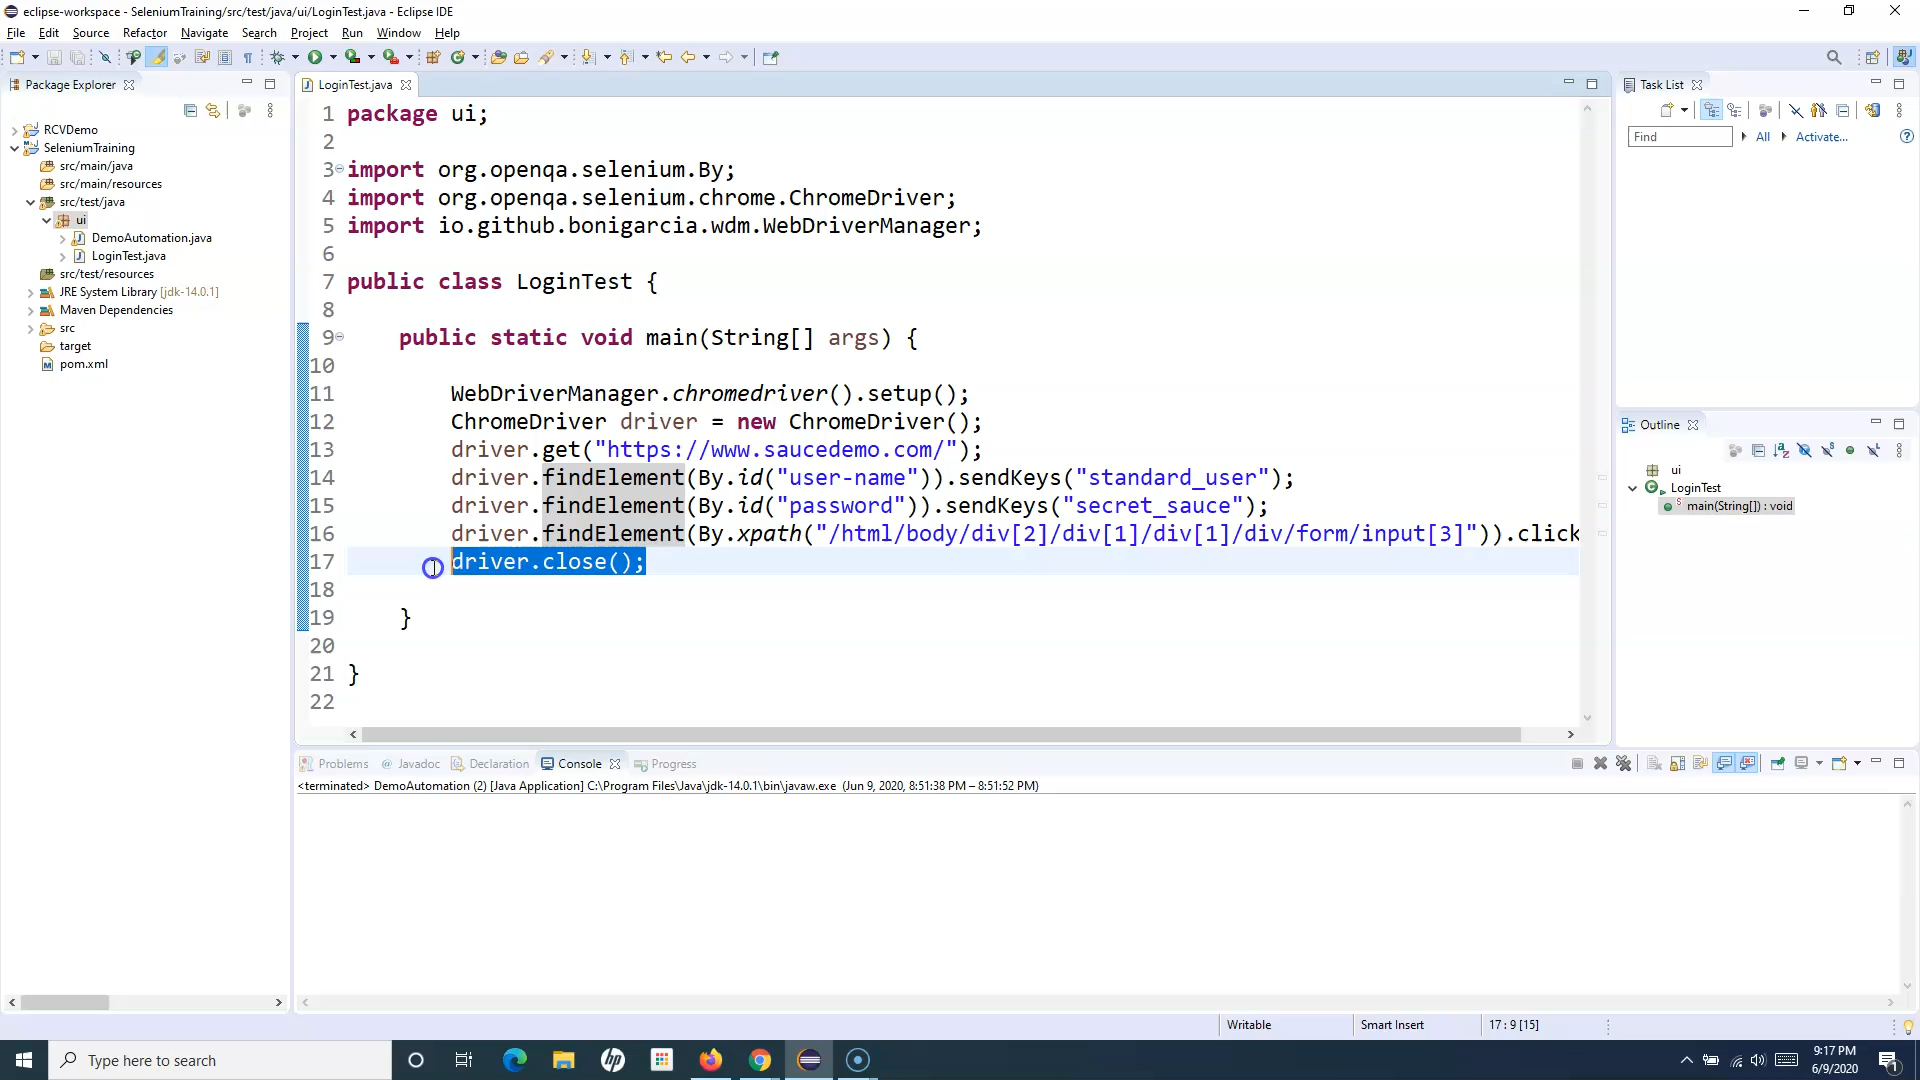 eclipse-workspace - SeleniumTraining/src/test/java/ui/LoginTest.java - Eclipse IDE
File Edit Source Refactor Navigate Search Project Run Window Help
Package Explorer
RCVDemo
SeleniumTraining
src/main/java
src/main/resources
src/test/java
ui
DemoAutomation.java
LoginTest.java
src/test/resources
JRE System Library [jdk-14.0.1]
Maven Dependencies
src
target
pom.xml
LoginTest.java
1 package ui;
2
3 import org.openqa.selenium.By;
4 import org.openqa.selenium.chrome.ChromeDriver;
5 import io.github.bonigarcia.wdm.WebDriverManager;
6
7 public class LoginTest {
8
9 public static void main(String[] args) {
10
11 WebDriverManager.chromedriver().setup();
12 ChromeDriver driver = new ChromeDriver();
13 driver.get("https://www.saucedemo.com/");
14 driver.findElement(By.id("user-name")).sendKeys("standard_user");
15 driver.findElement(By.id("password")).sendKeys("secret_sauce");
16 driver.findElement(By.xpath("/html/body/div[2]/div[1]/div[1]/div/form/input[3]")).click
17 driver.close();
18
19 }
20
21 }
22
Task List
Find All Activate...
Outline
ui
LoginTest
main(String[]) : void
Problems Javadoc Declaration Console Progress
<terminated> DemoAutomation (2) [Java Application] C:\Program Files\Java\jdk-14.0.1\bin\javaw.exe (Jun 9, 2020, 8:51:38 PM – 8:51:52 PM)
Writable Smart Insert 17 : 9 [15]
Type here to search
9:17 PM
6/9/2020